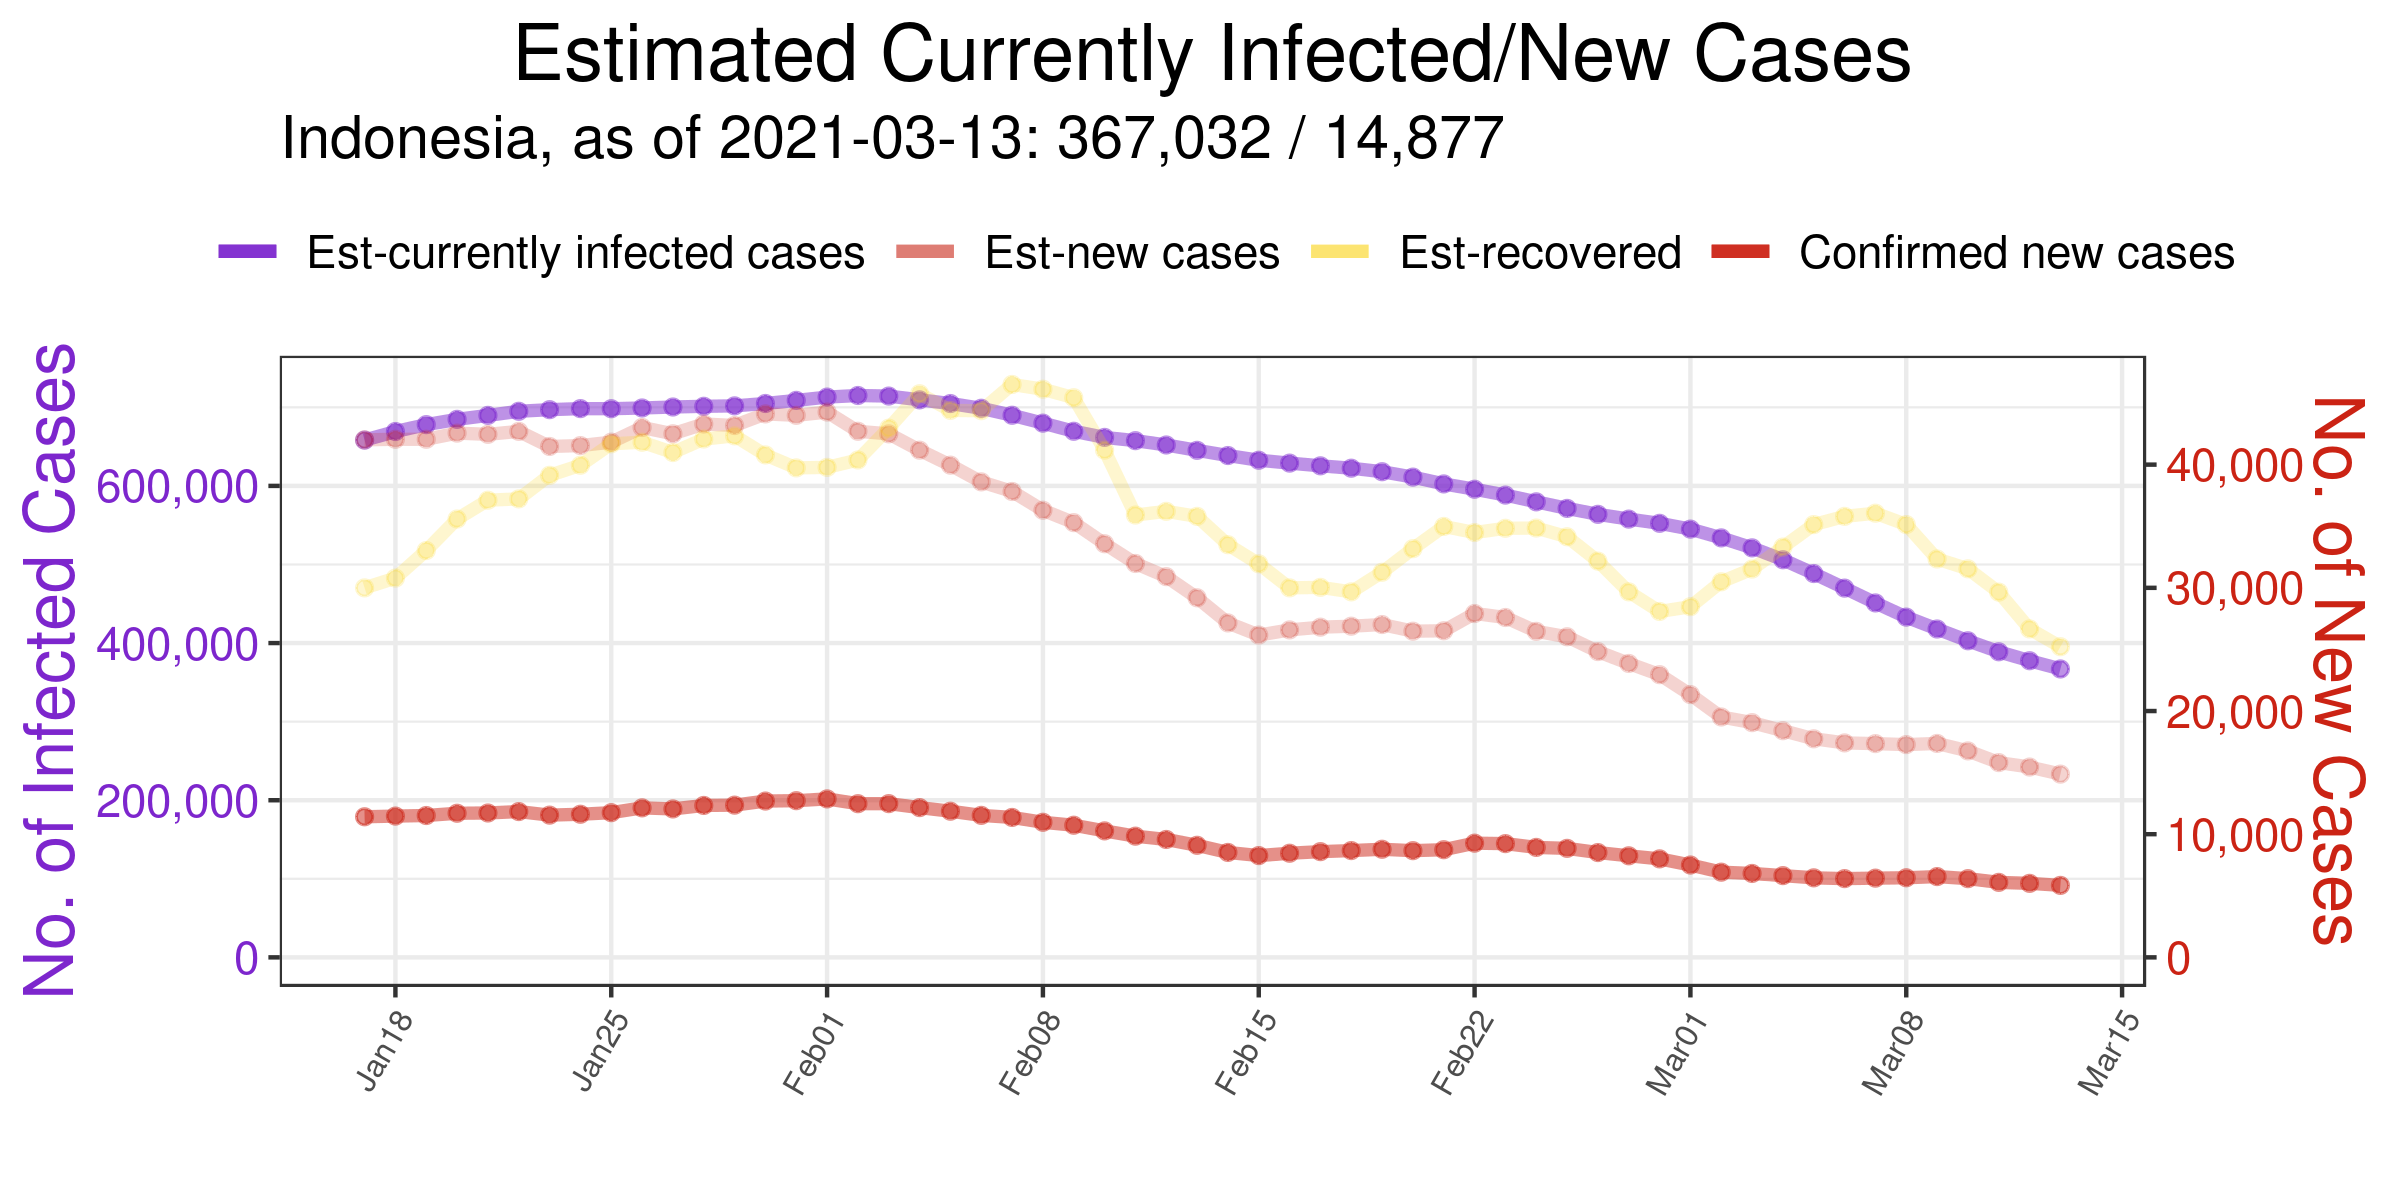 Estimated Currently Infected/New Cases
Indonesia, as of 2021-03-13: 367,032 / 14,877
Est-currently infected cases Est-new cases Est-recovered Confirmed new cases
No. of Infected Cases
600,000
400,000
200,000
0
No. of New Cases
40,000
30,000
20,000
10,000
0
Jan18 Jan25 Feb01 Feb08 Feb15 Feb22 Mar01 Mar08 Mar15